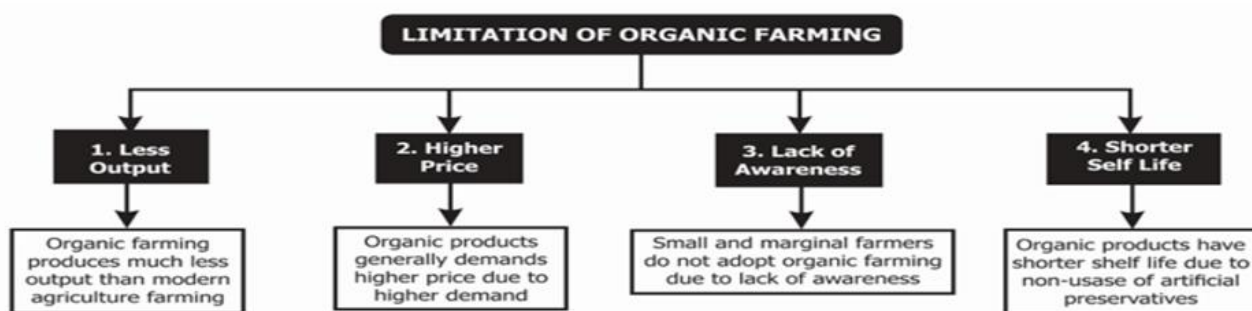 LIMITATION OF ORGANIC FARMING
1. Less
Output
2. Higher
Price
3. Lack of
Awareness
4. Shorter
Self Life
Organic farming
produces much less
output than modern
agriculture farming
Organic products
generally demands
higher price due to
higher demand
Small and marginal farmers
do not adopt organic farming
due to lack of awareness
Organic products have
shorter shelf life due to
non-usase of artificial
preservatives